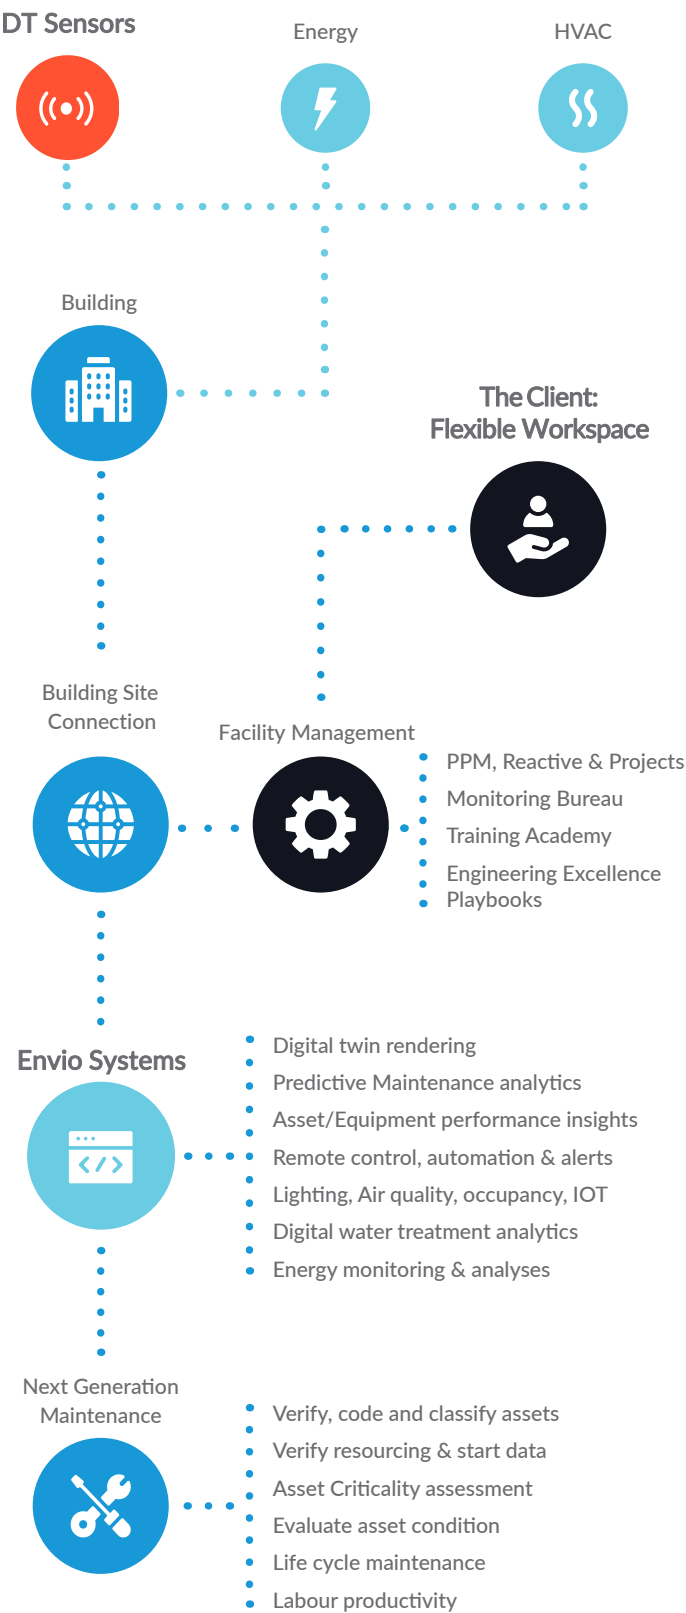 DT Sensors
Energy
HVAC
Building
The Client:
Flexible Workspace
Building Site
Connection
Facility Management
PPM, Reactive & Projects
Monitoring Bureau
Training Academy
Engineering Excellence
Playbooks
Envio Systems
Digital twin rendering
Predictive Maintenance analytics
Asset/Equipment performance insights
Remote control, automation & alerts
Lighting, Air quality, occupancy, IOT
Digital water treatment analytics
Energy monitoring & analyses
Next Generation
Maintenance
Verify, code and classify assets
Verify resourcing & start data
Asset Criticality assessment
Evaluate asset condition
Life cycle maintenance
Labour productivity